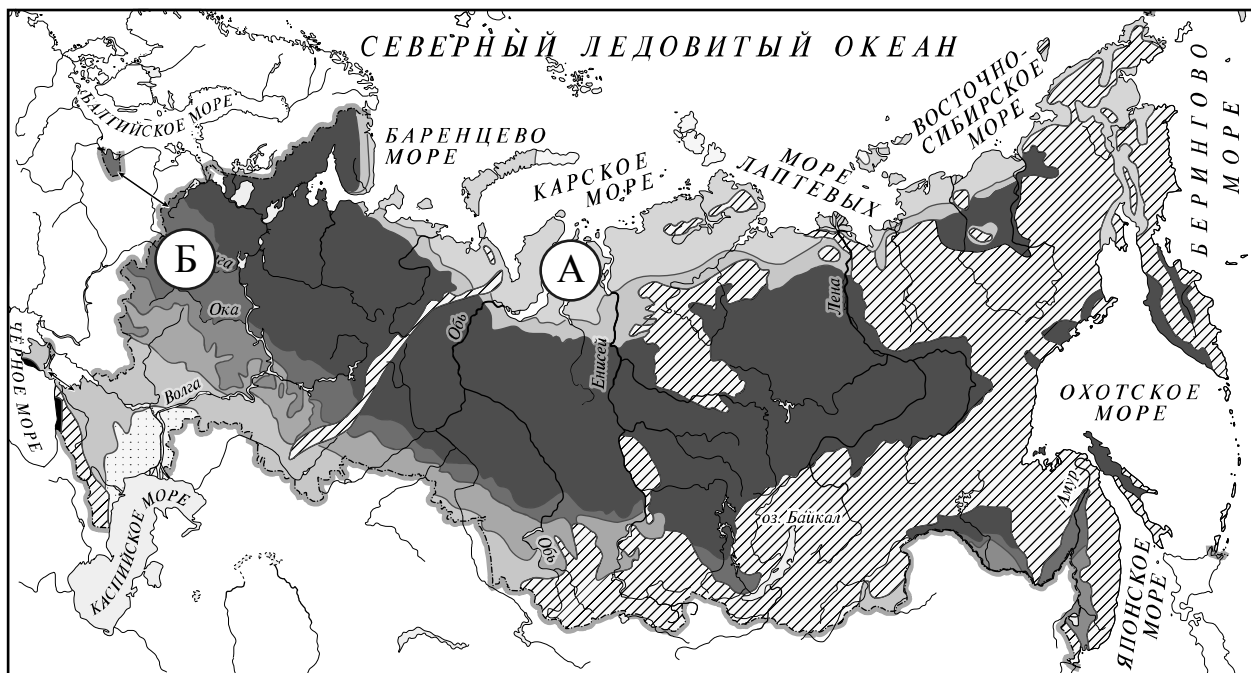 СЕВЕРНЫЙ ЛЕДОВИТЫЙ ОКЕАН
БАЛТИЙСКОЕ МОРЕ
БАРЕНЦЕВО
МОРЕ
КАРСКОЕ
МОРЕ
МОРЕ
ЛАПТЕВЫХ
ВОСТОЧНО-
СИБИРСКОЕ
МОРЕ
БЕРИНГОВО
МОРЕ
Б
А
Ока
Обь
Енисей
Лена
ЧЁРНОЕ МОРЕ
Волга
ОХОТСКОЕ
МОРЕ
КАСПИЙСКОЕ МОРЕ
Обь
оз. Байкал
Амур
ЯПОНСКОЕ
МОРЕ